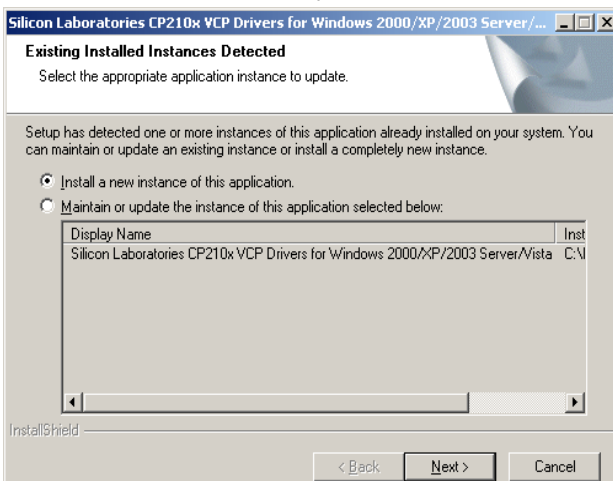 Silicon Laboratories CP210x VCP Drivers for Windows 2000/XP/2003 Server/...
Existing Installed Instances Detected
Select the appropriate application instance to update.
Setup has detected one or more instances of this application already installed on your system. You
can maintain or update an existing instance or install a completely new instance.
Install a new instance of this application.
Maintain or update the instance of this application selected below:
Display Name Inst
Silicon Laboratories CP210x VCP Drivers for Windows 2000/XP/2003 Server/Vista C:\I
InstallShield
< Back Next > Cancel